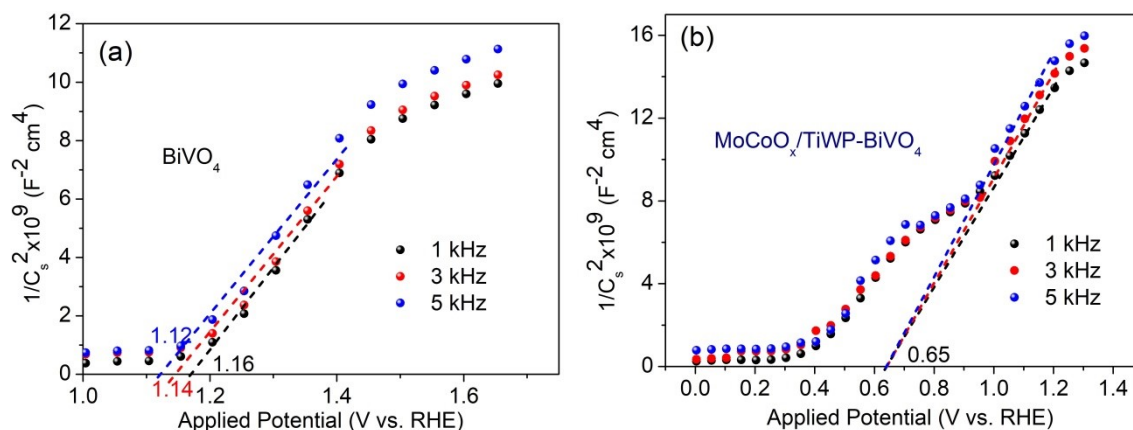 (a)
12
10
8
6
4
2
0
1/Cₛ²x10⁹ (F⁻² cm⁴)
BiVO₄
1 kHz
3 kHz
5 kHz
1.12
1.14
1.16
1.0 1.2 1.4 1.6
Applied Potential (V vs. RHE)
(b)
16
12
8
4
0
1/Cₛ²x10⁹ (F⁻² cm⁴)
MoCoOₓ/TiWP-BiVO₄
1 kHz
3 kHz
5 kHz
0.65
0.0 0.2 0.4 0.6 0.8 1.0 1.2 1.4
Applied Potential (V vs. RHE)